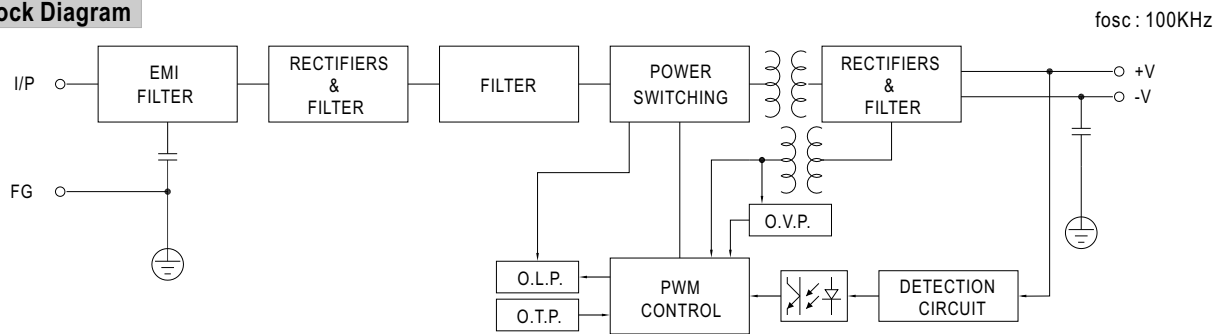 ock Diagram
fosc : 100KHz
I/P
EMI
FILTER
RECTIFIERS
&
FILTER
FILTER
POWER
SWITCHING
RECTIFIERS
&
FILTER
+V
-V
FG
O.V.P.
O.L.P.
O.T.P.
PWM
CONTROL
DETECTION
CIRCUIT